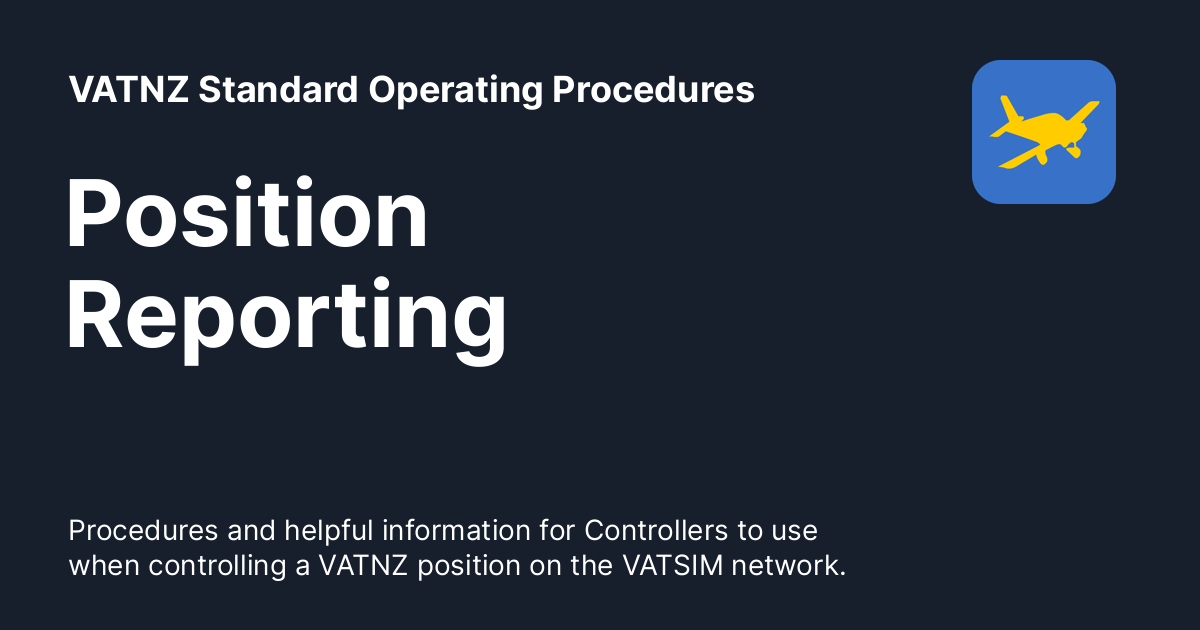 VATNZ Standard Operating Procedures
Position
Reporting
Procedures and helpful information for Controllers to use
when controlling a VATNZ position on the VATSIM network.